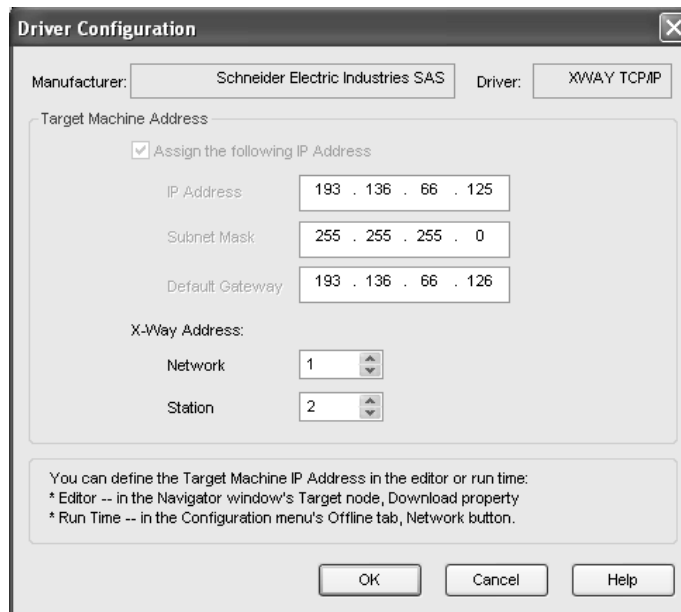 Driver Configuration
Manufacturer: Schneider Electric Industries SAS Driver: XWAY TCP/IP
Target Machine Address
Assign the following IP Address
IP Address 193 . 136 . 66 . 125
Subnet Mask 255 . 255 . 255 . 0
Default Gateway 193 . 136 . 66 . 126
X-Way Address:
Network 1
Station 2
You can define the Target Machine IP Address in the editor or run time:
* Editor -- in the Navigator window's Target node, Download property
* Run Time -- in the Configuration menu's Offline tab, Network button.
OK Cancel Help